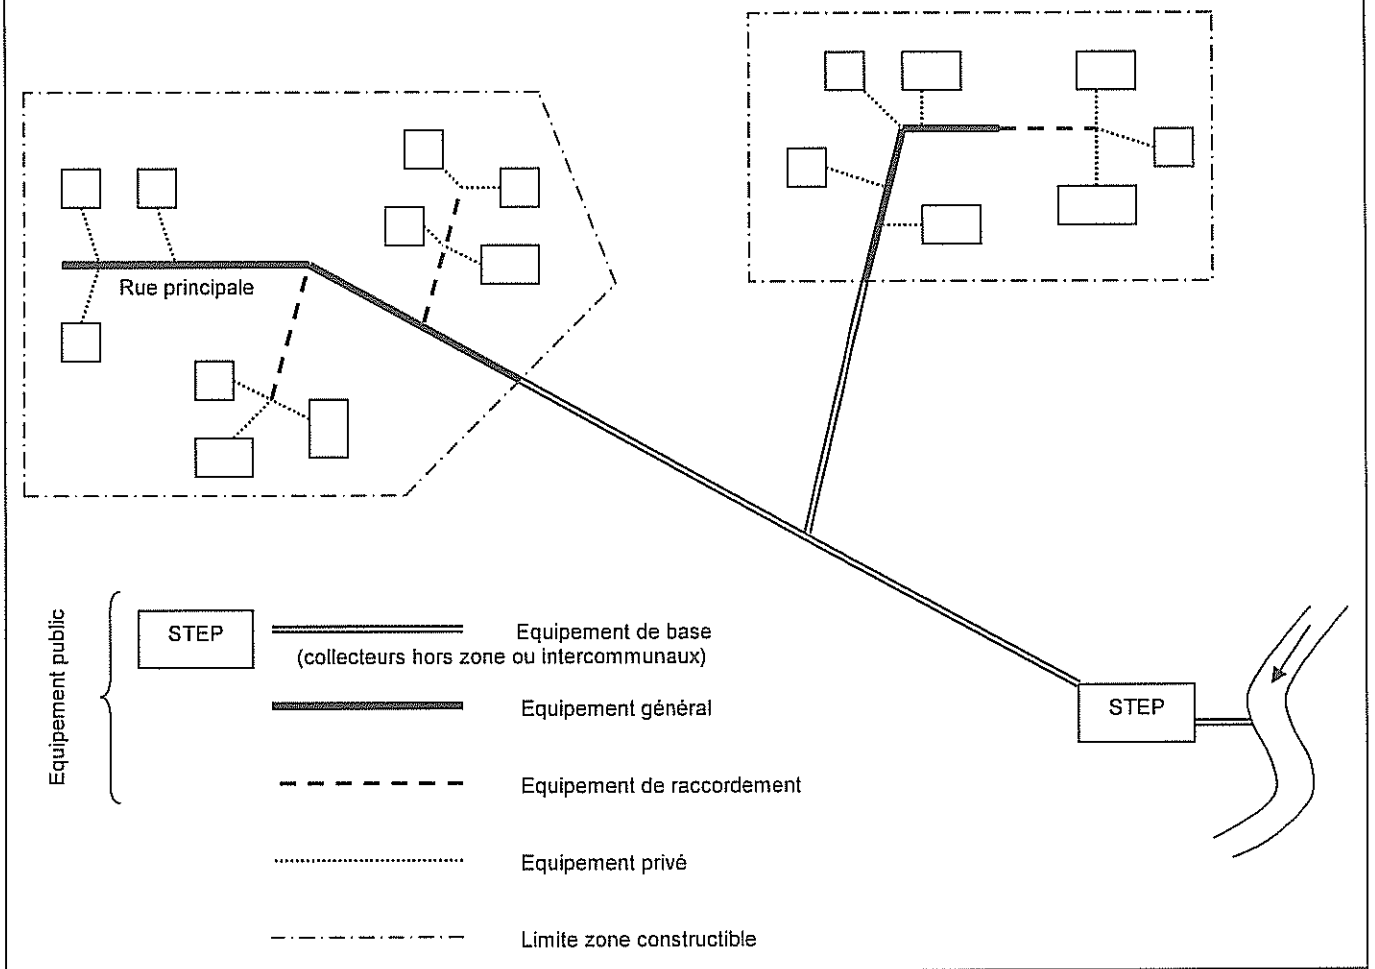 Rue principale
Equipement public
STEP
Equipement de base
(collecteurs hors zone ou intercommunaux)
Equipement général
Equipement de raccordement
Equipement privé
Limite zone constructible
STEP